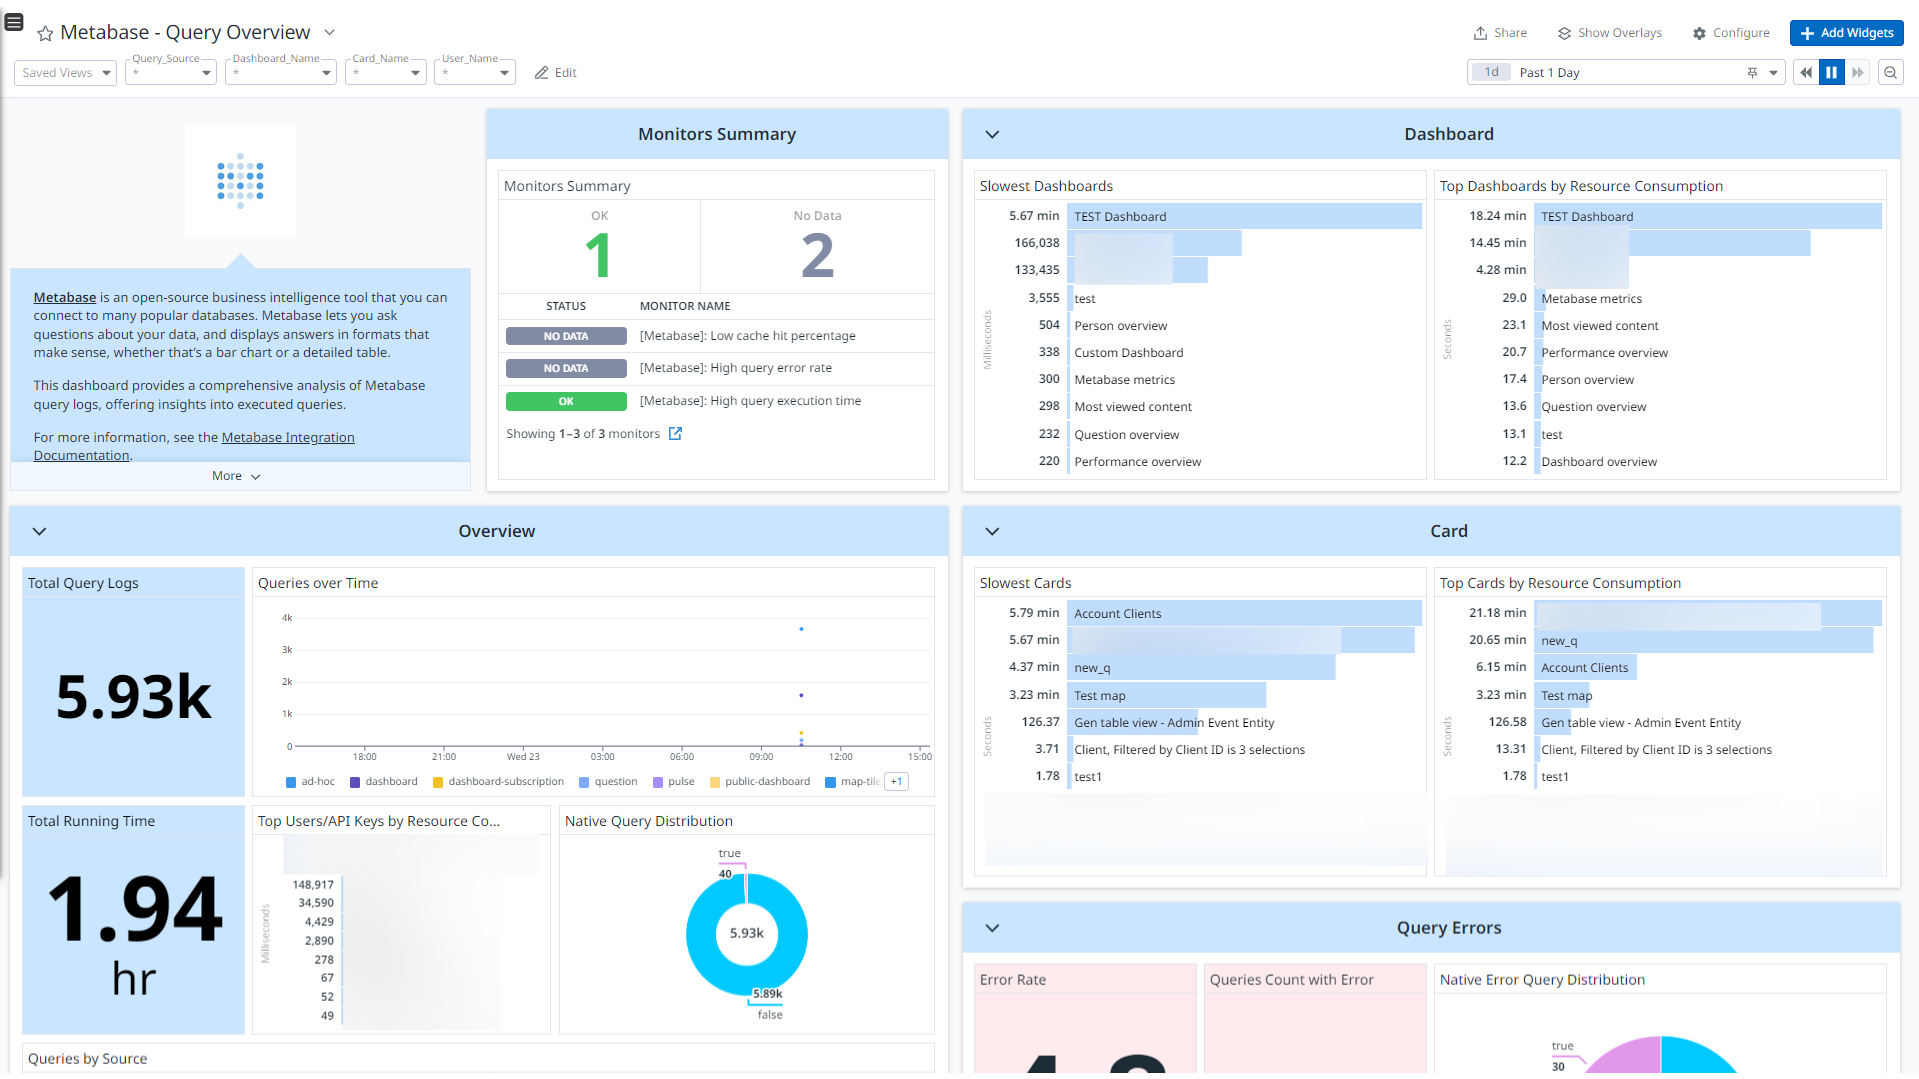 Metabase - Query Overview
Share
Show Overlays
Configure
Add Widgets
Saved Views
Query_Source
*
Dashboard_Name
*
Card_Name
*
User_Name
*
Edit
1d
Past 1 Day
Metabase is an open-source business intelligence tool that you can
connect to many popular databases. Metabase lets you ask
questions about your data, and displays answers in formats that
make sense, whether that's a bar chart or a detailed table.
This dashboard provides a comprehensive analysis of Metabase
query logs, offering insights into executed queries.
For more information, see the Metabase Integration
Documentation.
More
Monitors Summary
Monitors Summary
OK
1
No Data
2
STATUS MONITOR NAME
NO DATA [Metabase]: Low cache hit percentage
NO DATA [Metabase]: High query error rate
OK [Metabase]: High query execution time
Showing 1–3 of 3 monitors
Dashboard
Slowest Dashboards
Milliseconds
5.67 min TEST Dashboard
166,038
133,435
3,555 test
504 Person overview
338 Custom Dashboard
300 Metabase metrics
298 Most viewed content
232 Question overview
220 Performance overview
Top Dashboards by Resource Consumption
Seconds
18.24 min TEST Dashboard
14.45 min
4.28 min
29.0 Metabase metrics
23.1 Most viewed content
20.7 Performance overview
17.4 Person overview
13.6 Question overview
13.1 test
12.2 Dashboard overview
Overview
Total Query Logs
5.93k
Queries over Time
4k
3k
2k
1k
0
18:00 21:00 Wed 23 03:00 06:00 09:00 12:00 15:00
ad-hoc dashboard dashboard-subscription question pulse public-dashboard map-tile +1
Total Running Time
1.94
hr
Top Users/API Keys by Resource Co...
Milliseconds
148,917
34,590
4,429
2,890
278
67
52
49
Native Query Distribution
true
40
5.93k
5.89k
false
Queries by Source
Card
Slowest Cards
Seconds
5.79 min Account Clients
5.67 min
4.37 min new_q
3.23 min Test map
126.37 Gen table view - Admin Event Entity
3.71 Client, Filtered by Client ID is 3 selections
1.78 test1
Top Cards by Resource Consumption
Seconds
21.18 min
20.65 min new_q
6.15 min Account Clients
3.23 min Test map
126.58 Gen table view - Admin Event Entity
13.31 Client, Filtered by Client ID is 3 selections
1.78 test1
Query Errors
Error Rate
Queries Count with Error
Native Error Query Distribution
true
30